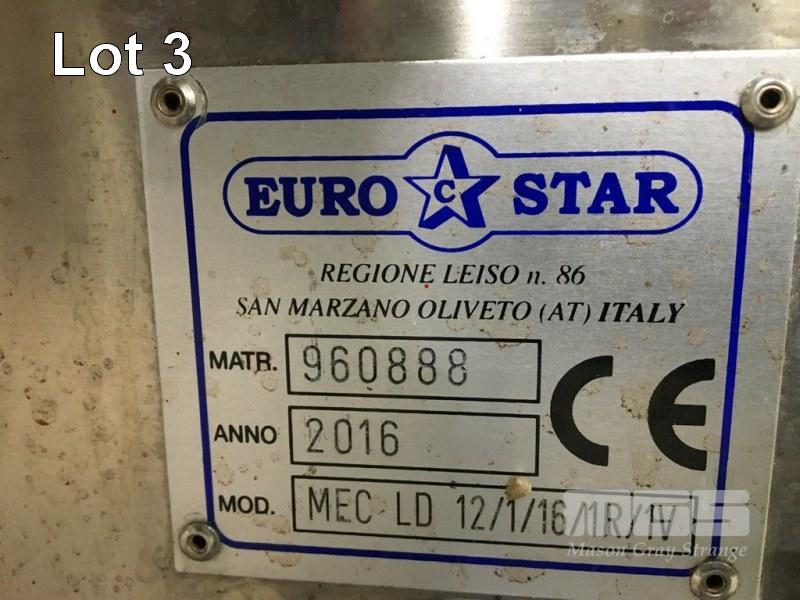 Lot 3
EURO C STAR
REGIONE LEISO n. 86
SAN MARZANO OLIVETO (AT) ITALY
MATR. 960888
CE
ANNO 2016
MOD. MEC LD 12/1/16/1R/1V
MGS
Mason Gray Strange